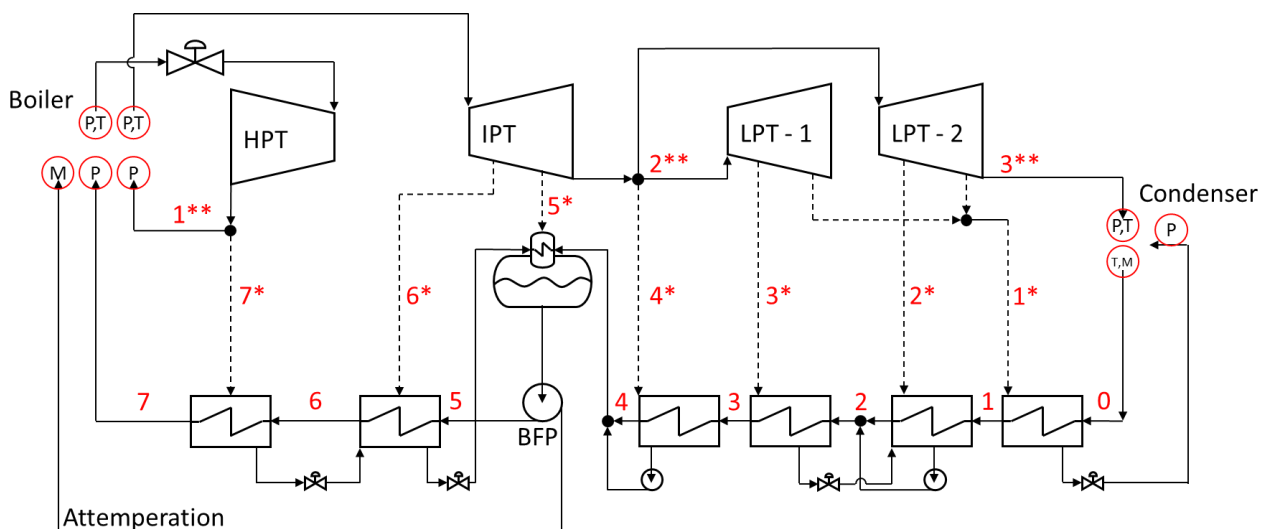 Boiler
P,T
P,T
HPT
IPT
LPT - 1
LPT - 2
M
P
P
1**
2**
3**
Condenser
P,T
P
T,M
5*
7*
6*
4*
3*
2*
1*
7
6
5
BFP
4
3
2
1
0
Attemperation